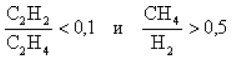 C₂H₂/C₂H₄ < 0,1 и CH₄/H₂ > 0,5